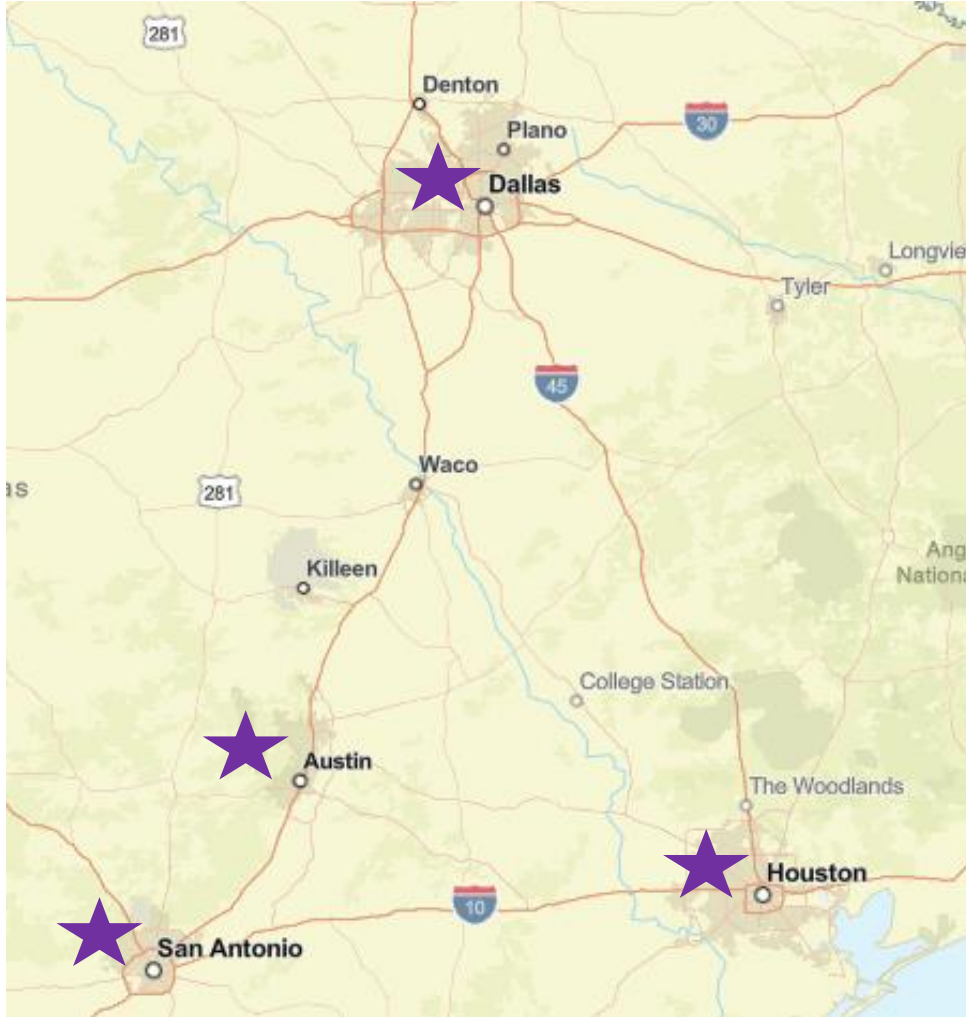 281
Denton
Plano
30
Dallas
Longvie
Tyler
45
Waco
281
as
Ang
Nationa
Killeen
College Station
Austin
The Woodlands
Houston
10
San Antonio